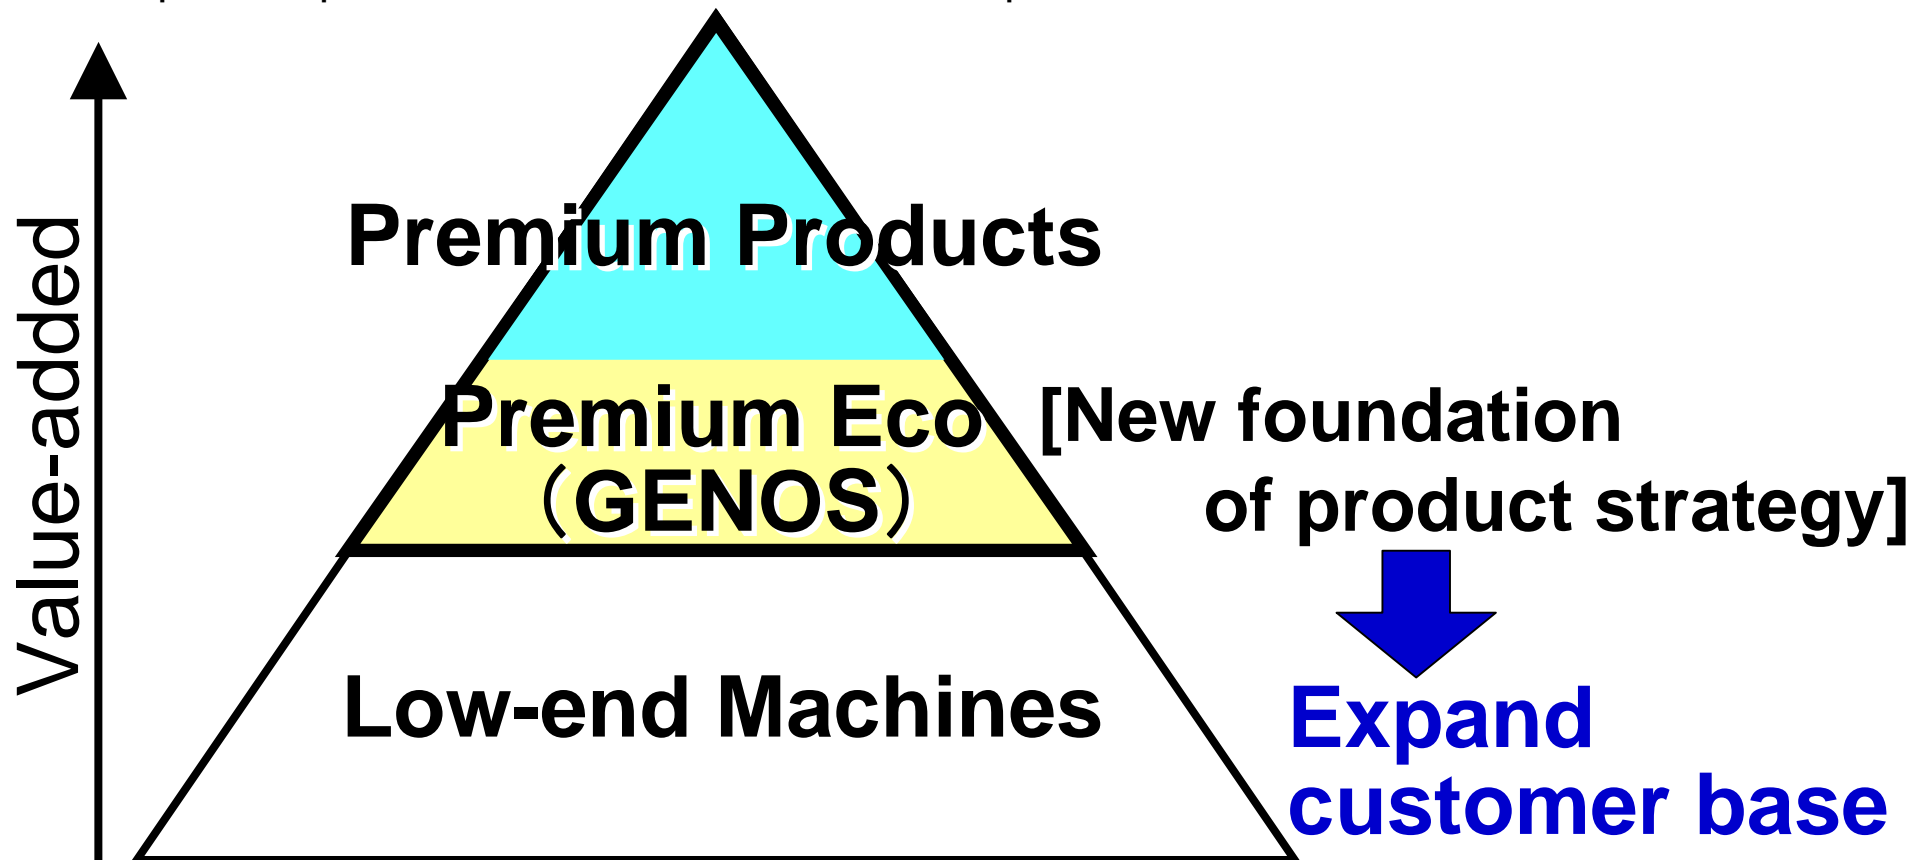 Value-added
Premium Products
Premium Eco
（GENOS）
[New foundation
of product strategy]
Low-end Machines
Expand
customer base